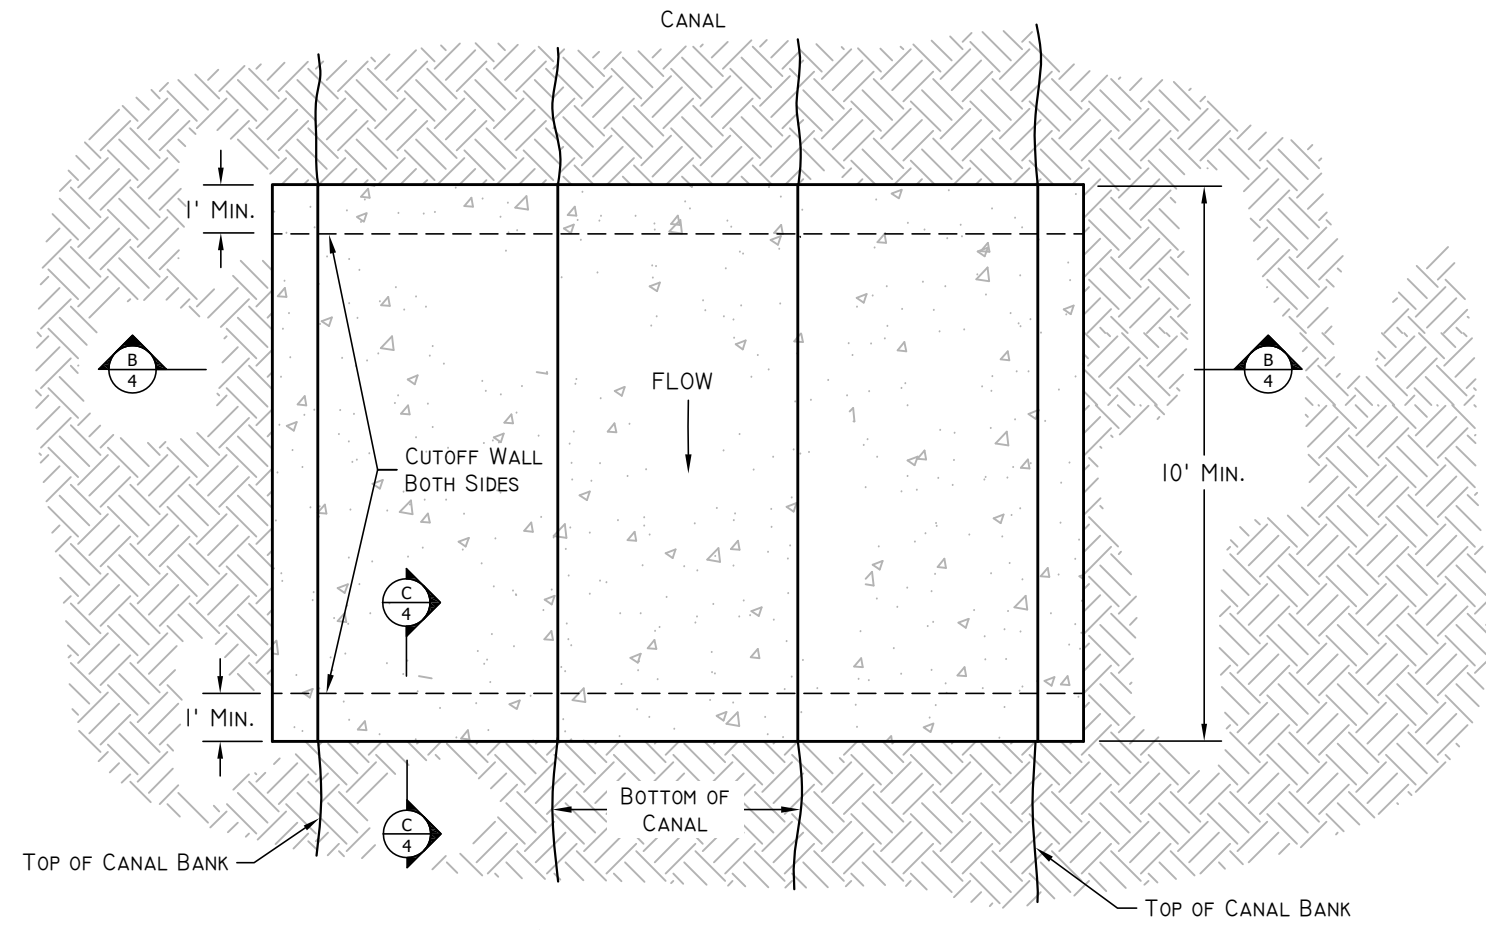 CANAL
1' MIN.
B
4
FLOW
B
4
CUTOFF WALL
BOTH SIDES
10' MIN.
C
4
1' MIN.
BOTTOM OF
CANAL
C
4
TOP OF CANAL BANK
TOP OF CANAL BANK